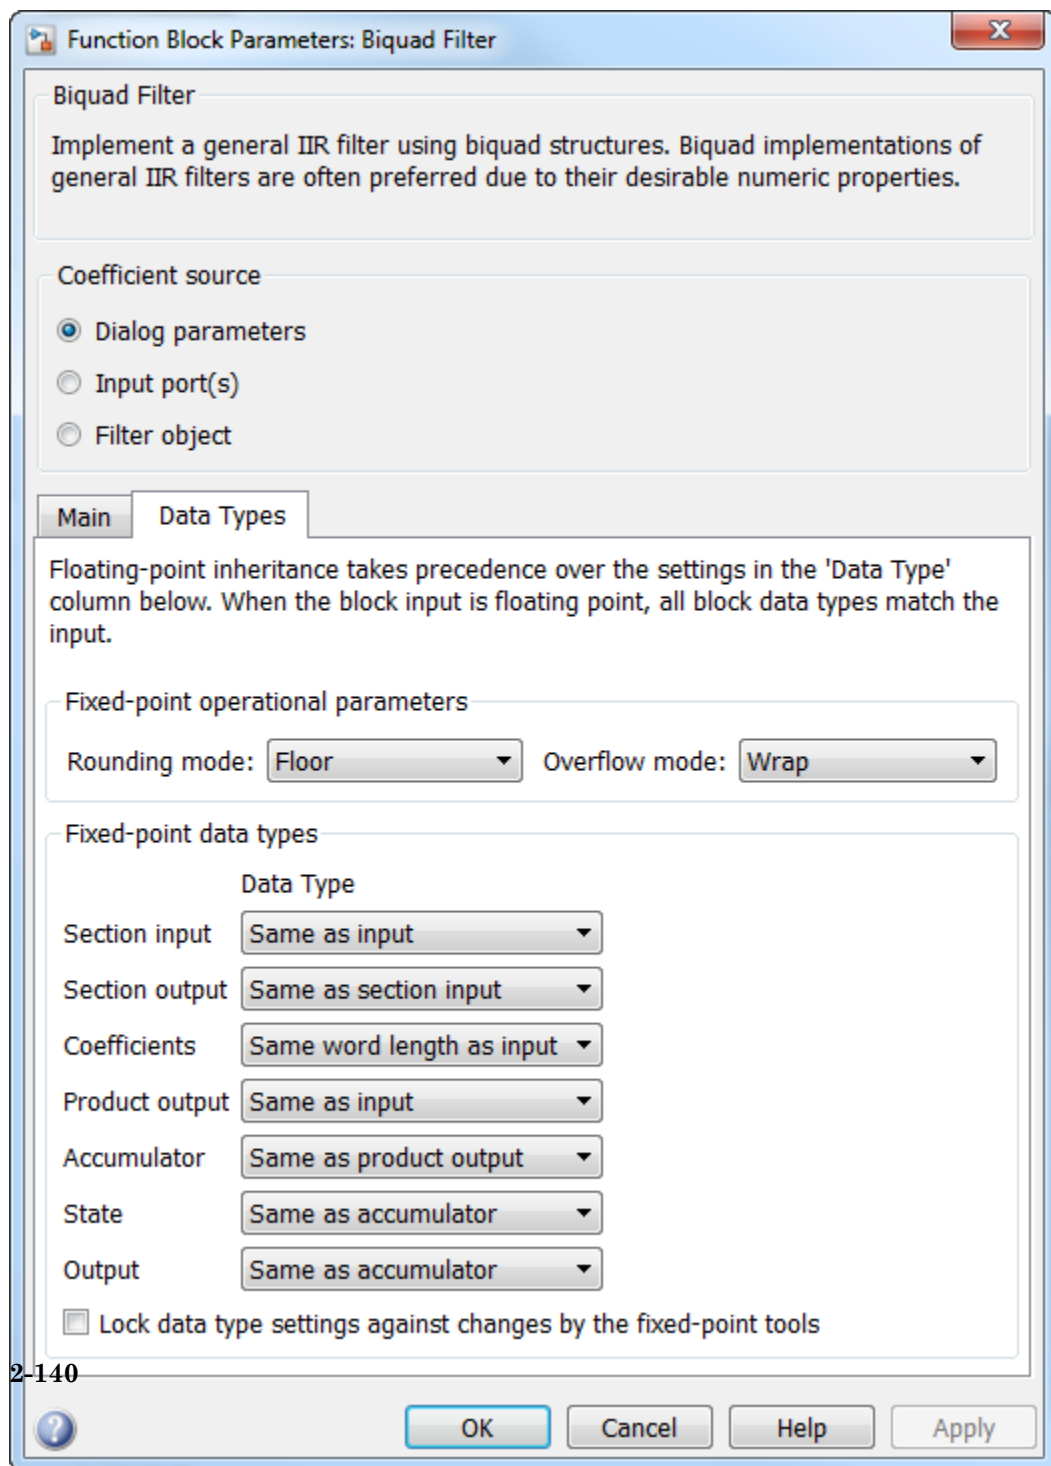 Function Block Parameters: Biquad Filter
Biquad Filter
Implement a general IIR filter using biquad structures. Biquad implementations of
general IIR filters are often preferred due to their desirable numeric properties.
Coefficient source
Dialog parameters
Input port(s)
Filter object
Main Data Types
Floating-point inheritance takes precedence over the settings in the 'Data Type'
column below. When the block input is floating point, all block data types match the
input.
Fixed-point operational parameters
Rounding mode: Floor Overflow mode: Wrap
Fixed-point data types
Data Type
Section input Same as input
Section output Same as section input
Coefficients Same word length as input
Product output Same as input
Accumulator Same as product output
State Same as accumulator
Output Same as accumulator
Lock data type settings against changes by the fixed-point tools
2-140
OK Cancel Help Apply